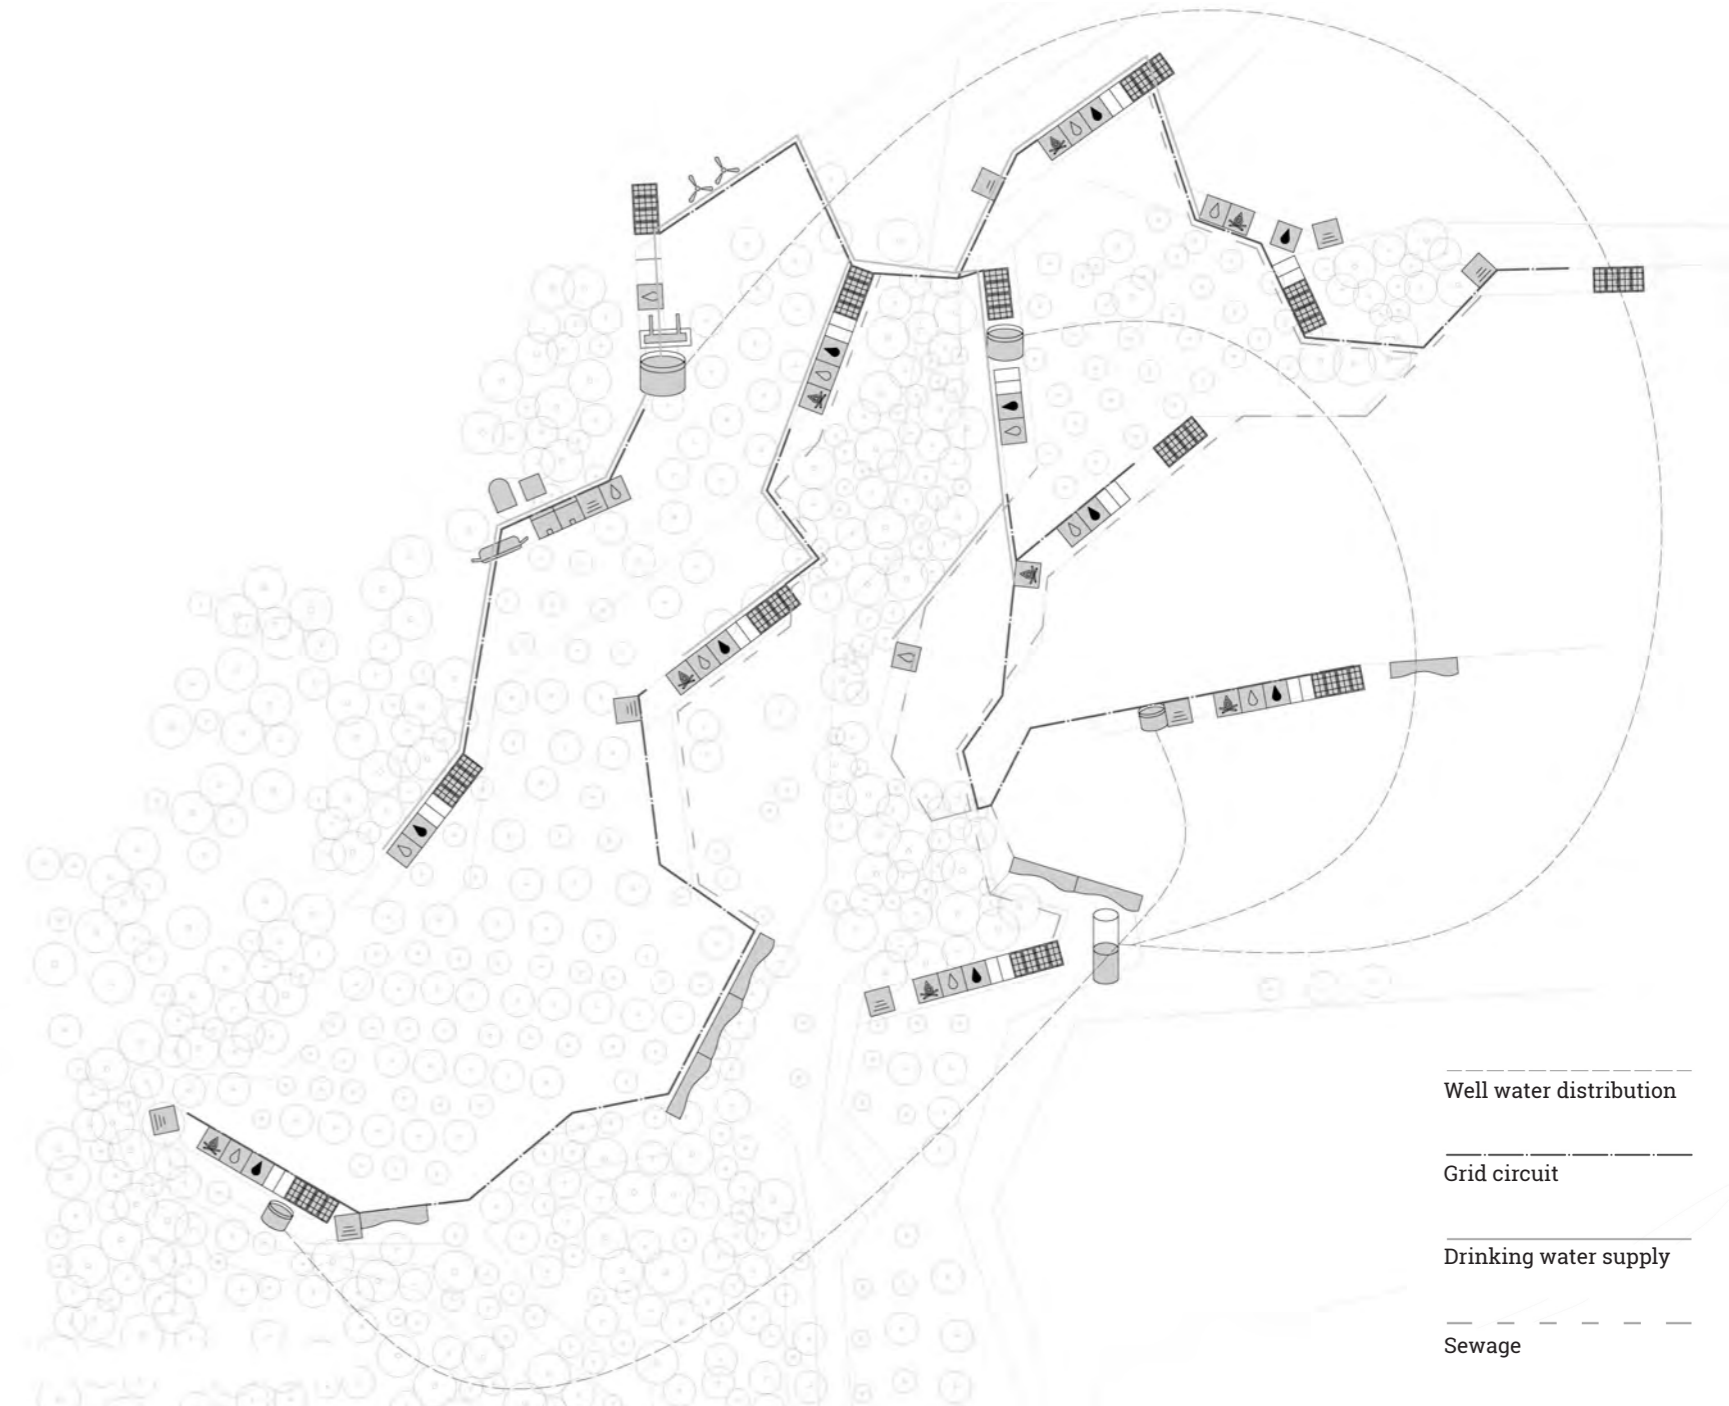 Well water distribution
Grid circuit
Drinking water supply
Sewage